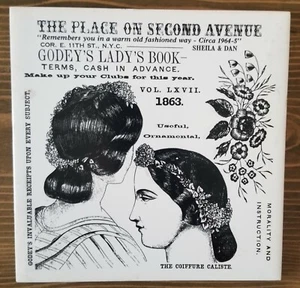 THE PLACE ON SECOND AVENUE
"Remembers you in a warm old fashioned way - Circa 1964-5"
COR. E. 11TH ST., N.Y.C. SHEILA & DAN
GODEY'S LADY'S BOOK—
TERMS, CASH IN ADVANCE.
Make up your Clubs for this year.
VOL. LXVII.
1863.
Useful,
Ornamental,
GODEY'S INVALUABLE RECEIPTS UPON EVERY SUBJECT,
MORALITY AND
INSTRUCTION.
THE COIFFURE CALISTE.